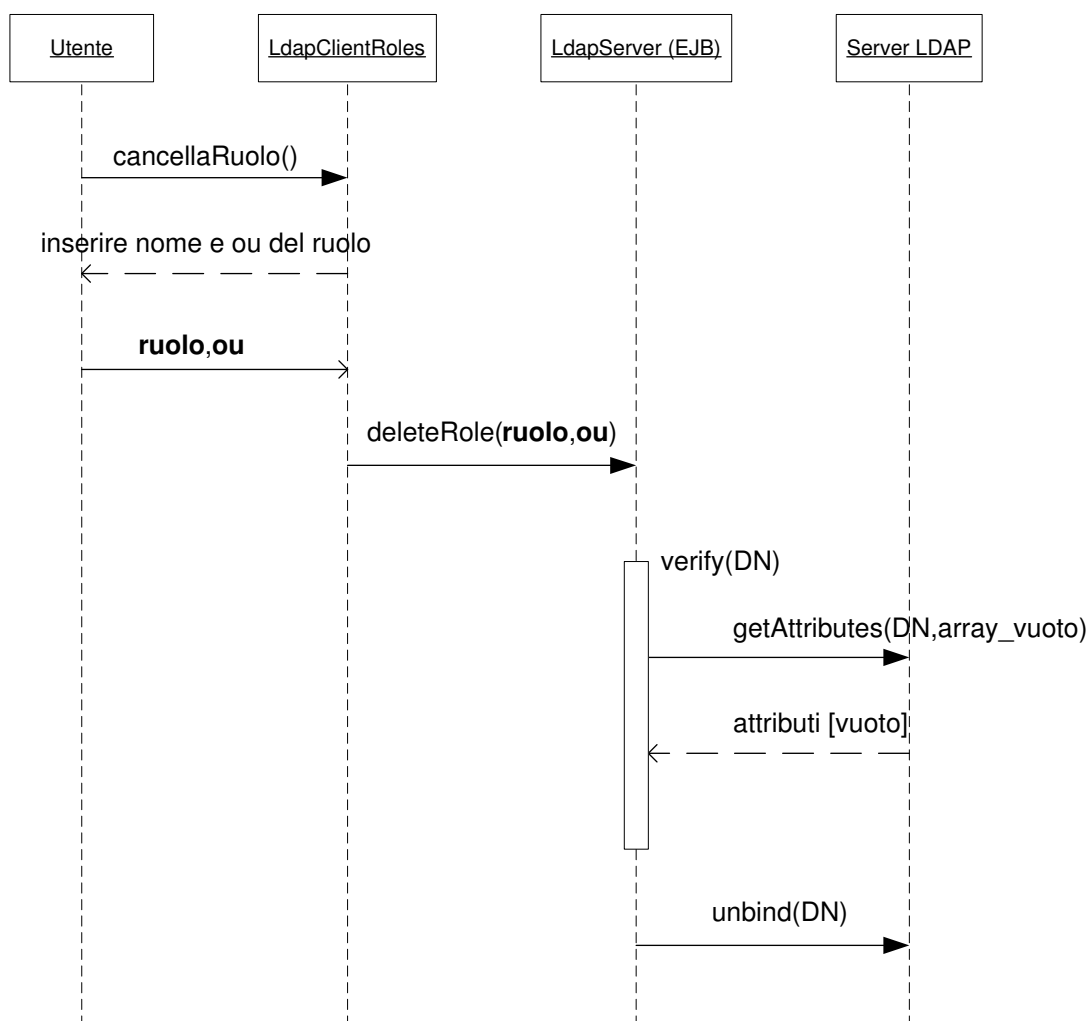 Utente
LdapClientRoles
LdapServer (EJB)
Server LDAP
cancellaRuolo()
inserire nome e ou del ruolo
ruolo,ou
deleteRole(ruolo,ou)
verify(DN)
getAttributes(DN,array_vuoto)
attributi [vuoto]
unbind(DN)